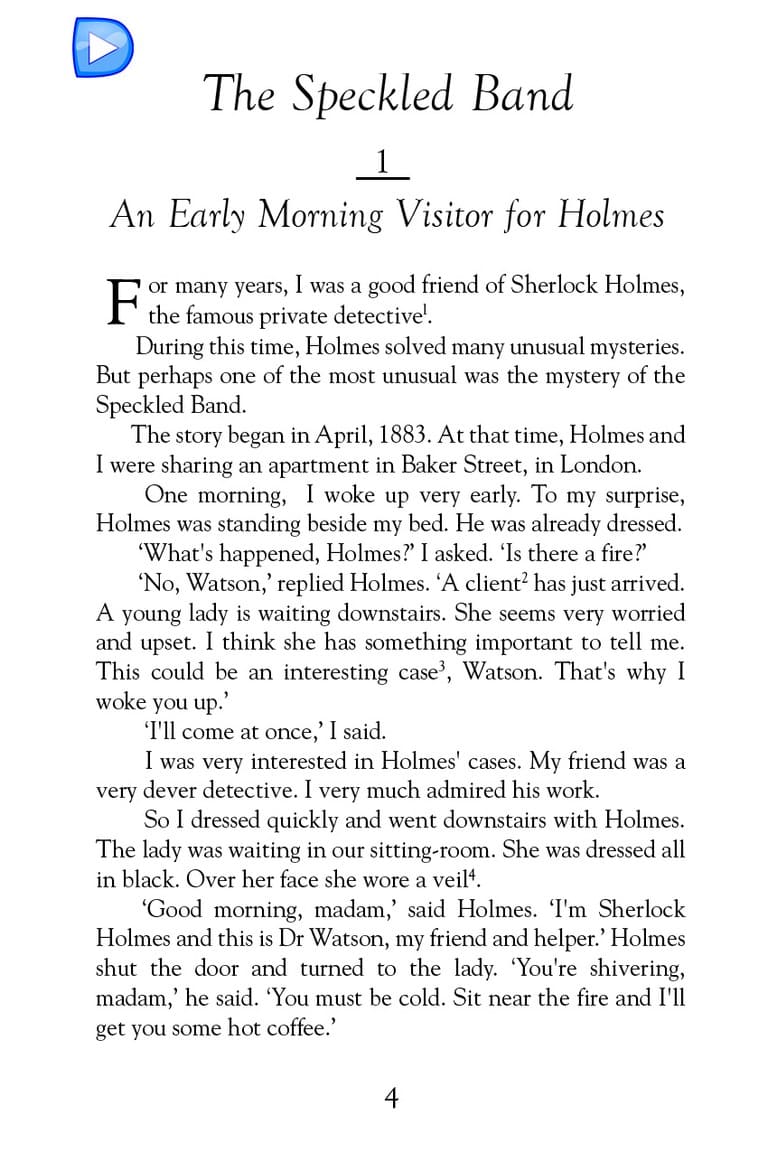 The Speckled Band
1
An Early Morning Visitor for Holmes
For many years, I was a good friend of Sherlock Holmes,
the famous private detective¹.
During this time, Holmes solved many unusual mysteries.
But perhaps one of the most unusual was the mystery of the
Speckled Band.
The story began in April, 1883. At that time, Holmes and
I were sharing an apartment in Baker Street, in London.
One morning, I woke up very early. To my surprise,
Holmes was standing beside my bed. He was already dressed.
‘What's happened, Holmes?’ I asked. ‘Is there a fire?’
‘No, Watson,’ replied Holmes. ‘A client² has just arrived.
A young lady is waiting downstairs. She seems very worried
and upset. I think she has something important to tell me.
This could be an interesting case³, Watson. That's why I
woke you up.’
‘I'll come at once,’ I said.
I was very interested in Holmes' cases. My friend was a
very dever detective. I very much admired his work.
So I dressed quickly and went downstairs with Holmes.
The lady was waiting in our sitting-room. She was dressed all
in black. Over her face she wore a veil⁴.
‘Good morning, madam,’ said Holmes. ‘I'm Sherlock
Holmes and this is Dr Watson, my friend and helper.’ Holmes
shut the door and turned to the lady. ‘You're shivering,
madam,’ he said. ‘You must be cold. Sit near the fire and I'll
get you some hot coffee.’
4